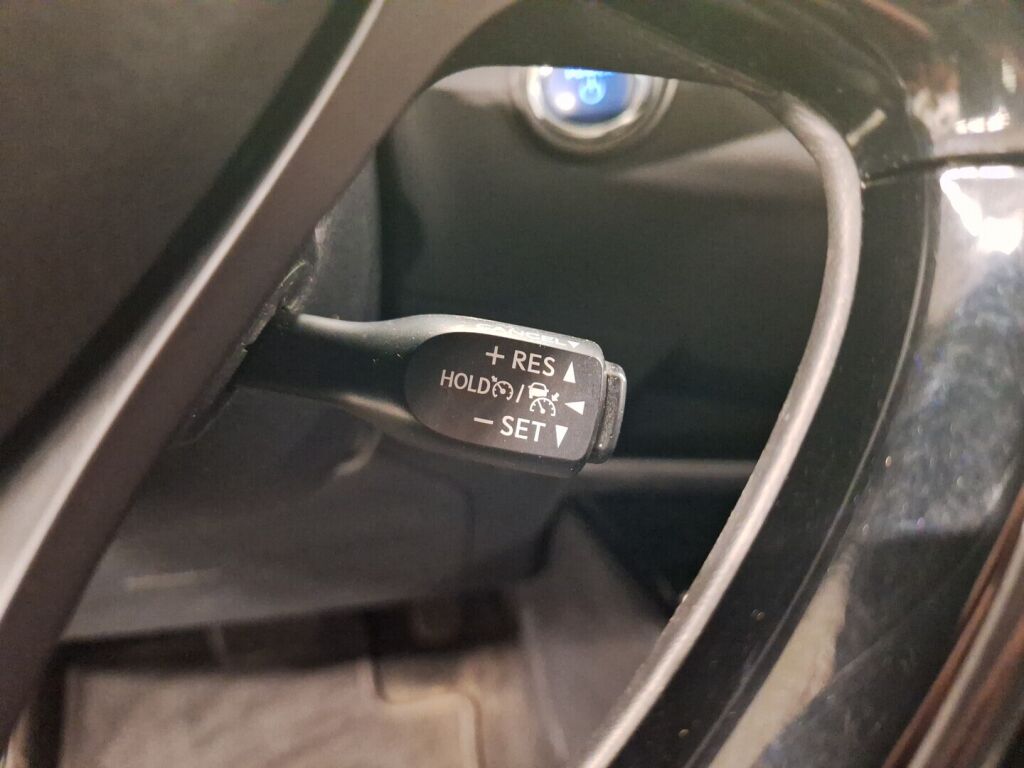 CANCEL
+ RES ▲
HOLD /
− SET ▼